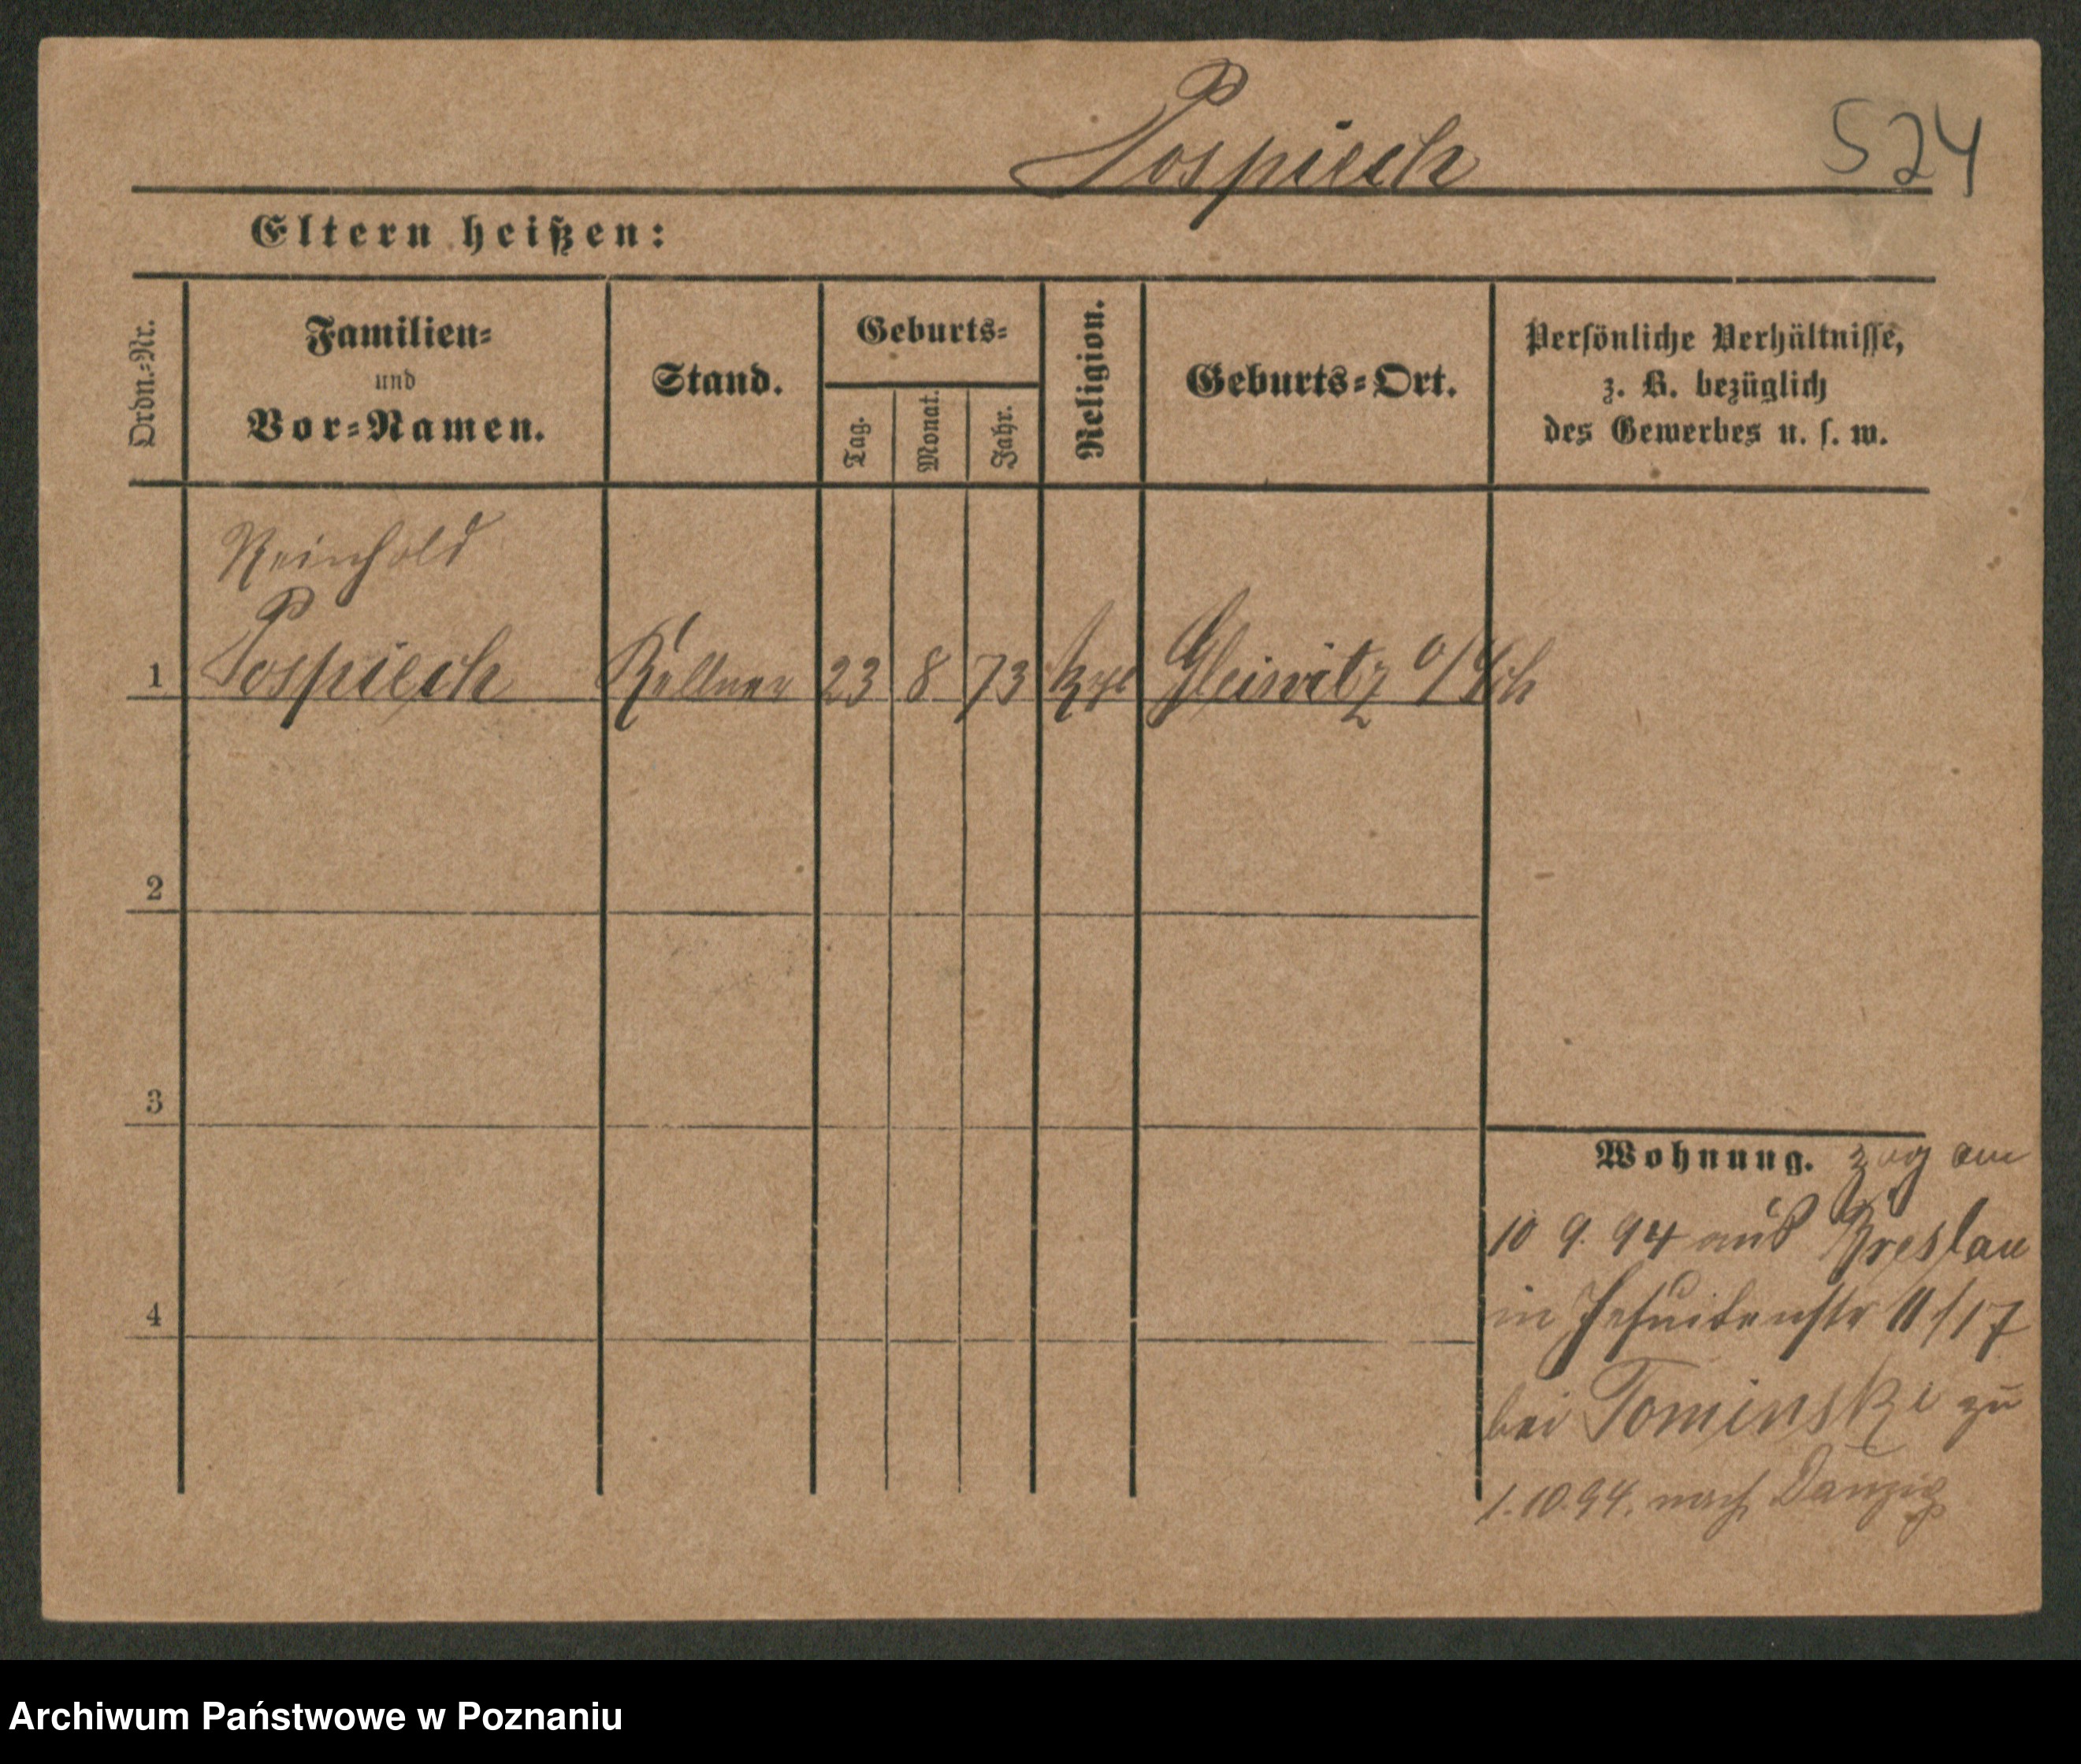 Pospiech
524
Eltern heißen:
Ordn.-Nr.
Familien-
und
Vor-Namen.
Stand.
Geburts-
Tag.
Monat.
Jahr.
Religion.
Geburts-Ort.
Persönliche Verhältnisse,
z. B. bezüglich
des Gewerbes u. s. w.
Reinhold
1 Pospiech Kellner 23 8 73 Gleiwitz O/Sch
2
3
4
Wohnung. zog am
10 9. 94 aus Breslau
in Jesuitenstr 11/17
bei Tominski zu
1.10.94. nach Danzig
Archiwum Państwowe w Poznaniu